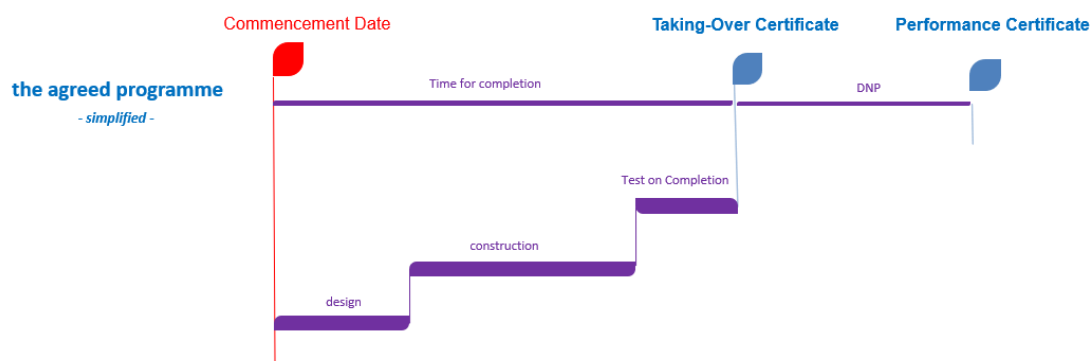 Commencement Date
Taking-Over Certificate
Performance Certificate
the agreed programme
- simplified -
Time for completion
DNP
Test on Completion
construction
design